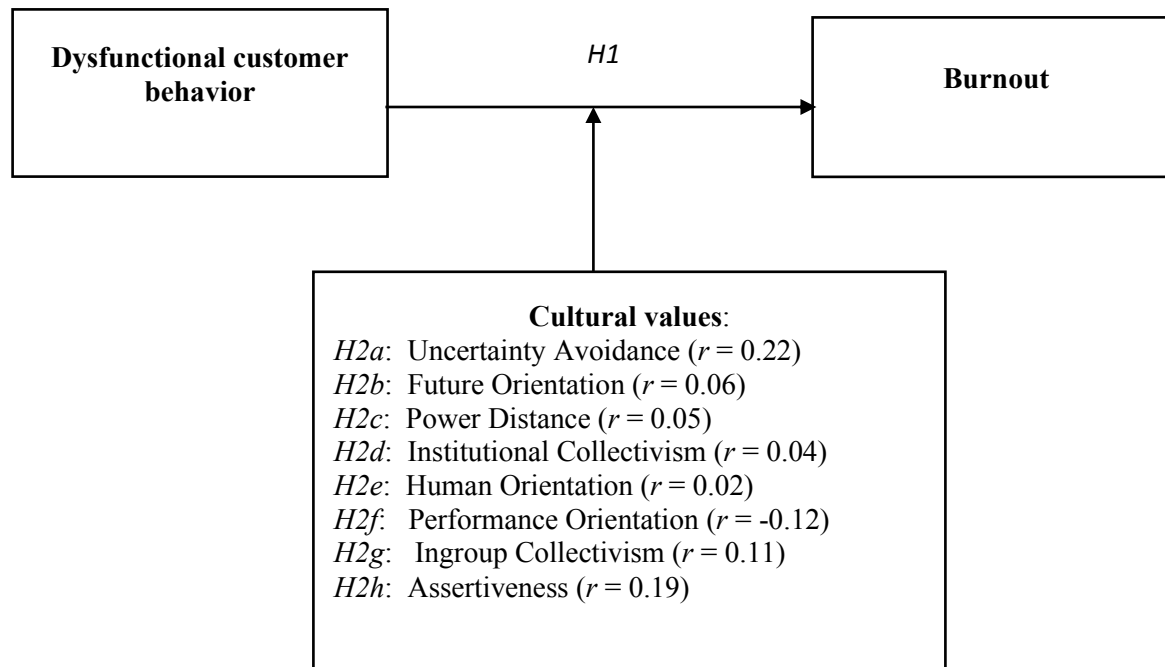 Dysfunctional customer
behavior
H1
Burnout
Cultural values:
H2a: Uncertainty Avoidance (r = 0.22)
H2b: Future Orientation (r = 0.06)
H2c: Power Distance (r = 0.05)
H2d: Institutional Collectivism (r = 0.04)
H2e: Human Orientation (r = 0.02)
H2f: Performance Orientation (r = -0.12)
H2g: Ingroup Collectivism (r = 0.11)
H2h: Assertiveness (r = 0.19)